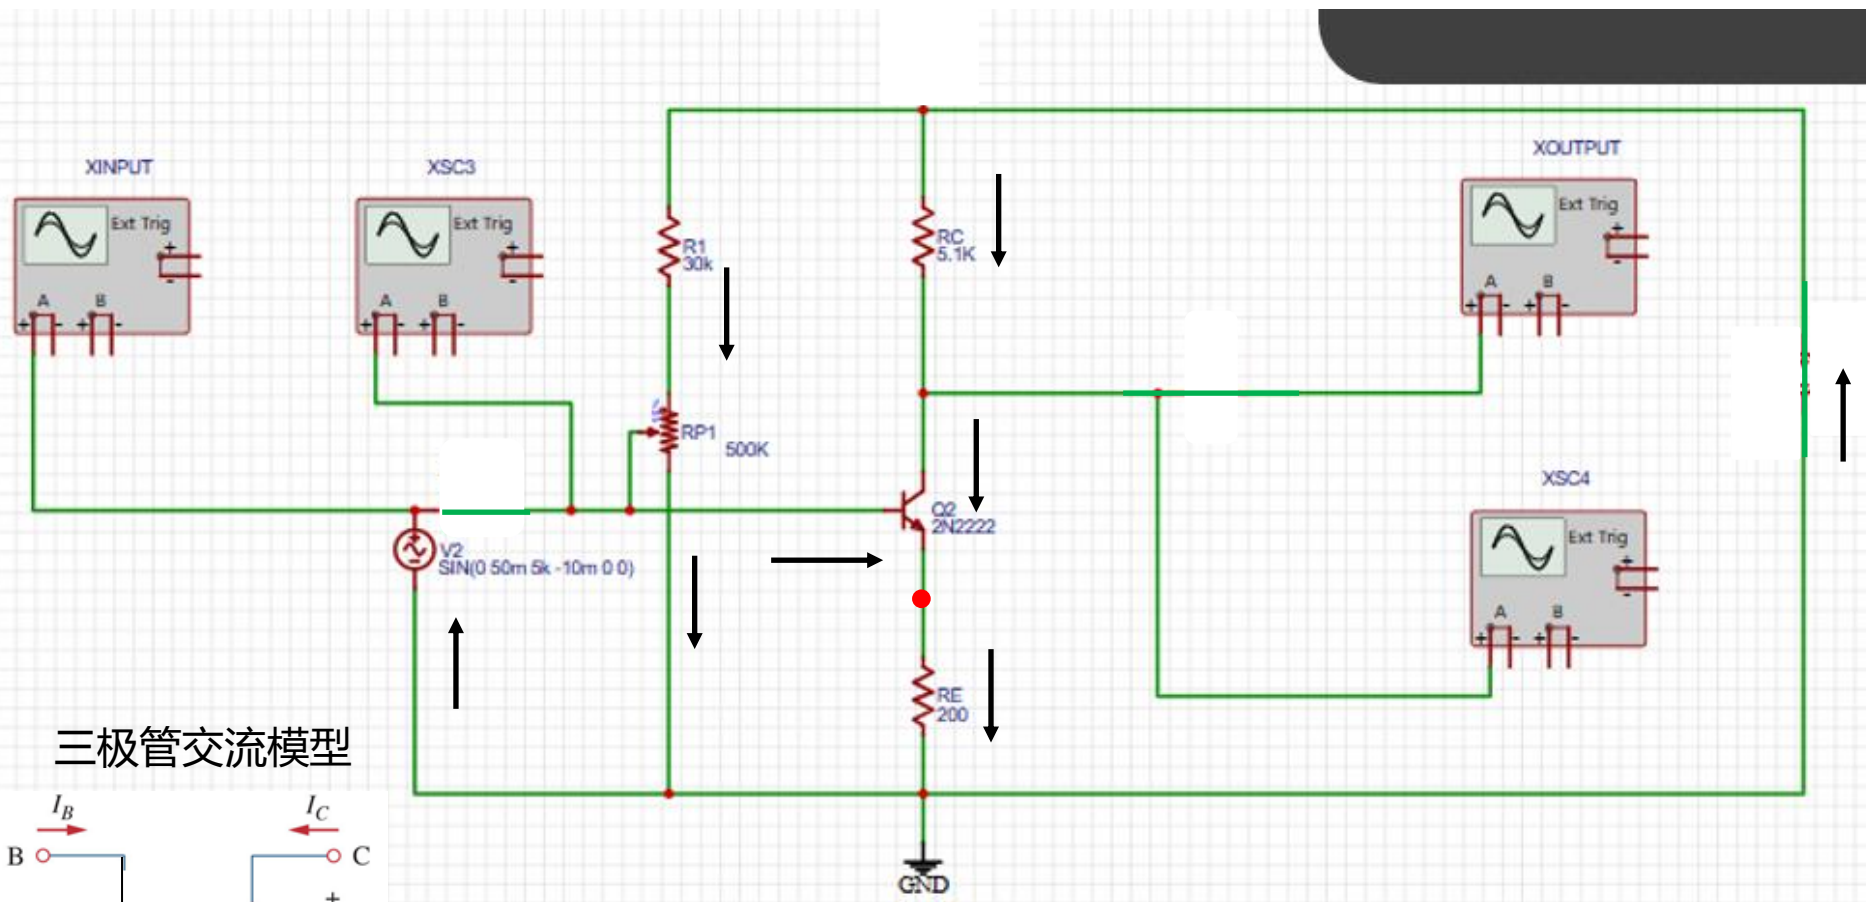 XINPUT
Ext Trig
+
-
A B
+ - + -
XSC3
Ext Trig
+
-
A B
+ - + -
R1
30k
RC
5.1K
XOUTPUT
Ext Trig
+
-
A B
+ - + -
RP1
500K
Q2
2N2222
V2
SIN(0 50m 5k -10m 0 0)
XSC4
Ext Trig
+
-
A B
+ - + -
RE
200
GND
三极管交流模型
I_B I_C
B C
+